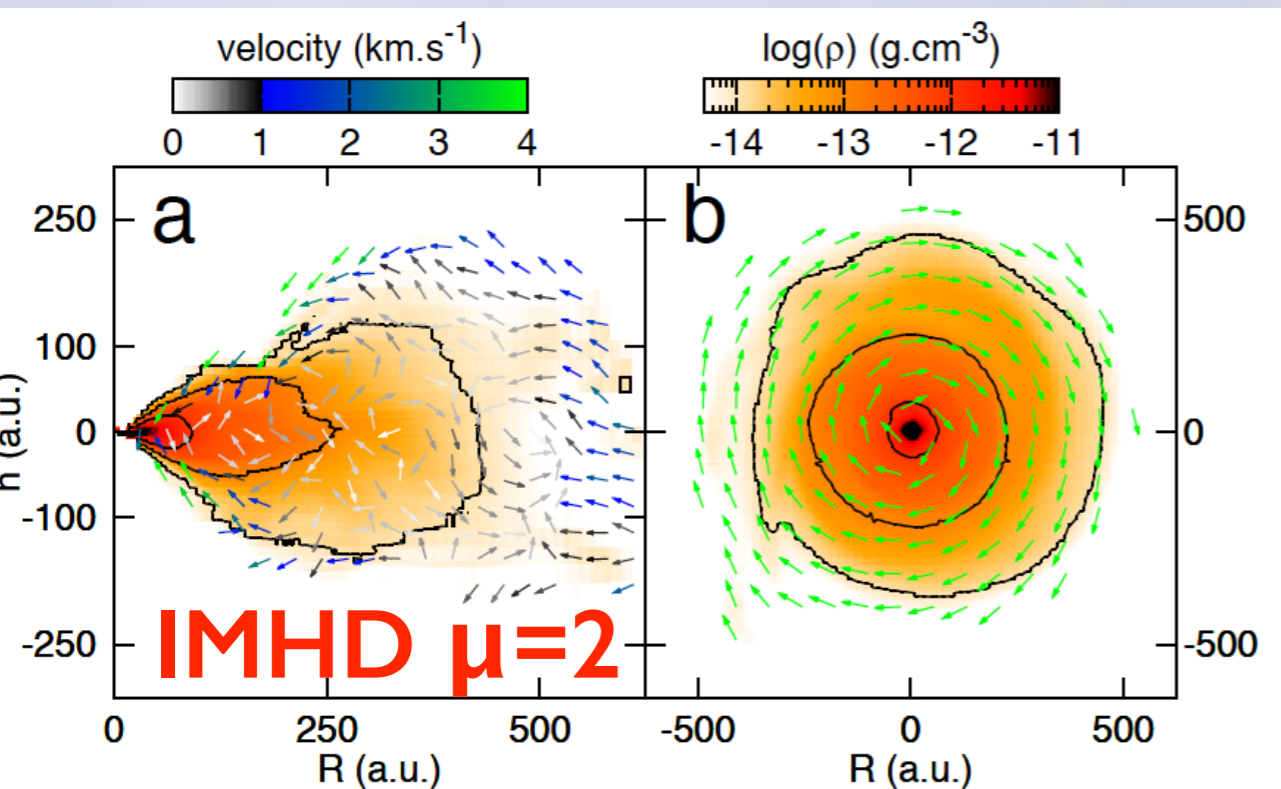 velocity (km.s⁻¹)
log(ρ) (g.cm⁻³)
0 1 2 3 4
-14 -13 -12 -11
a
b
250
100
0
-100
-250
h (a.u.)
500
0
-500
IMHD μ=2
0 250 500
-500 0 500
R (a.u.)
R (a.u.)